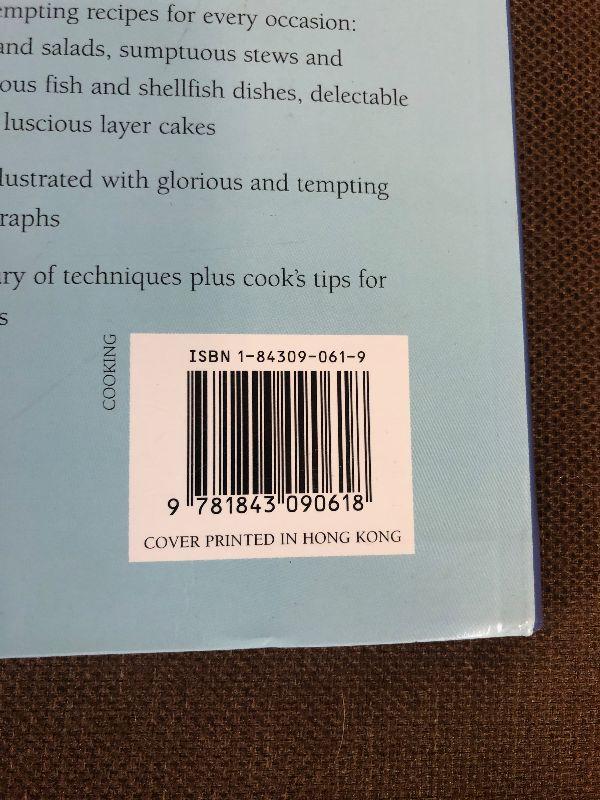 empting recipes for every occasion:
and salads, sumptuous stews and
ous fish and shellfish dishes, delectable
luscious layer cakes
lustrated with glorious and tempting
raphs
ry of techniques plus cook's tips for
s
COOKING
ISBN 1-84309-061-9
9 781843 090618
COVER PRINTED IN HONG KONG